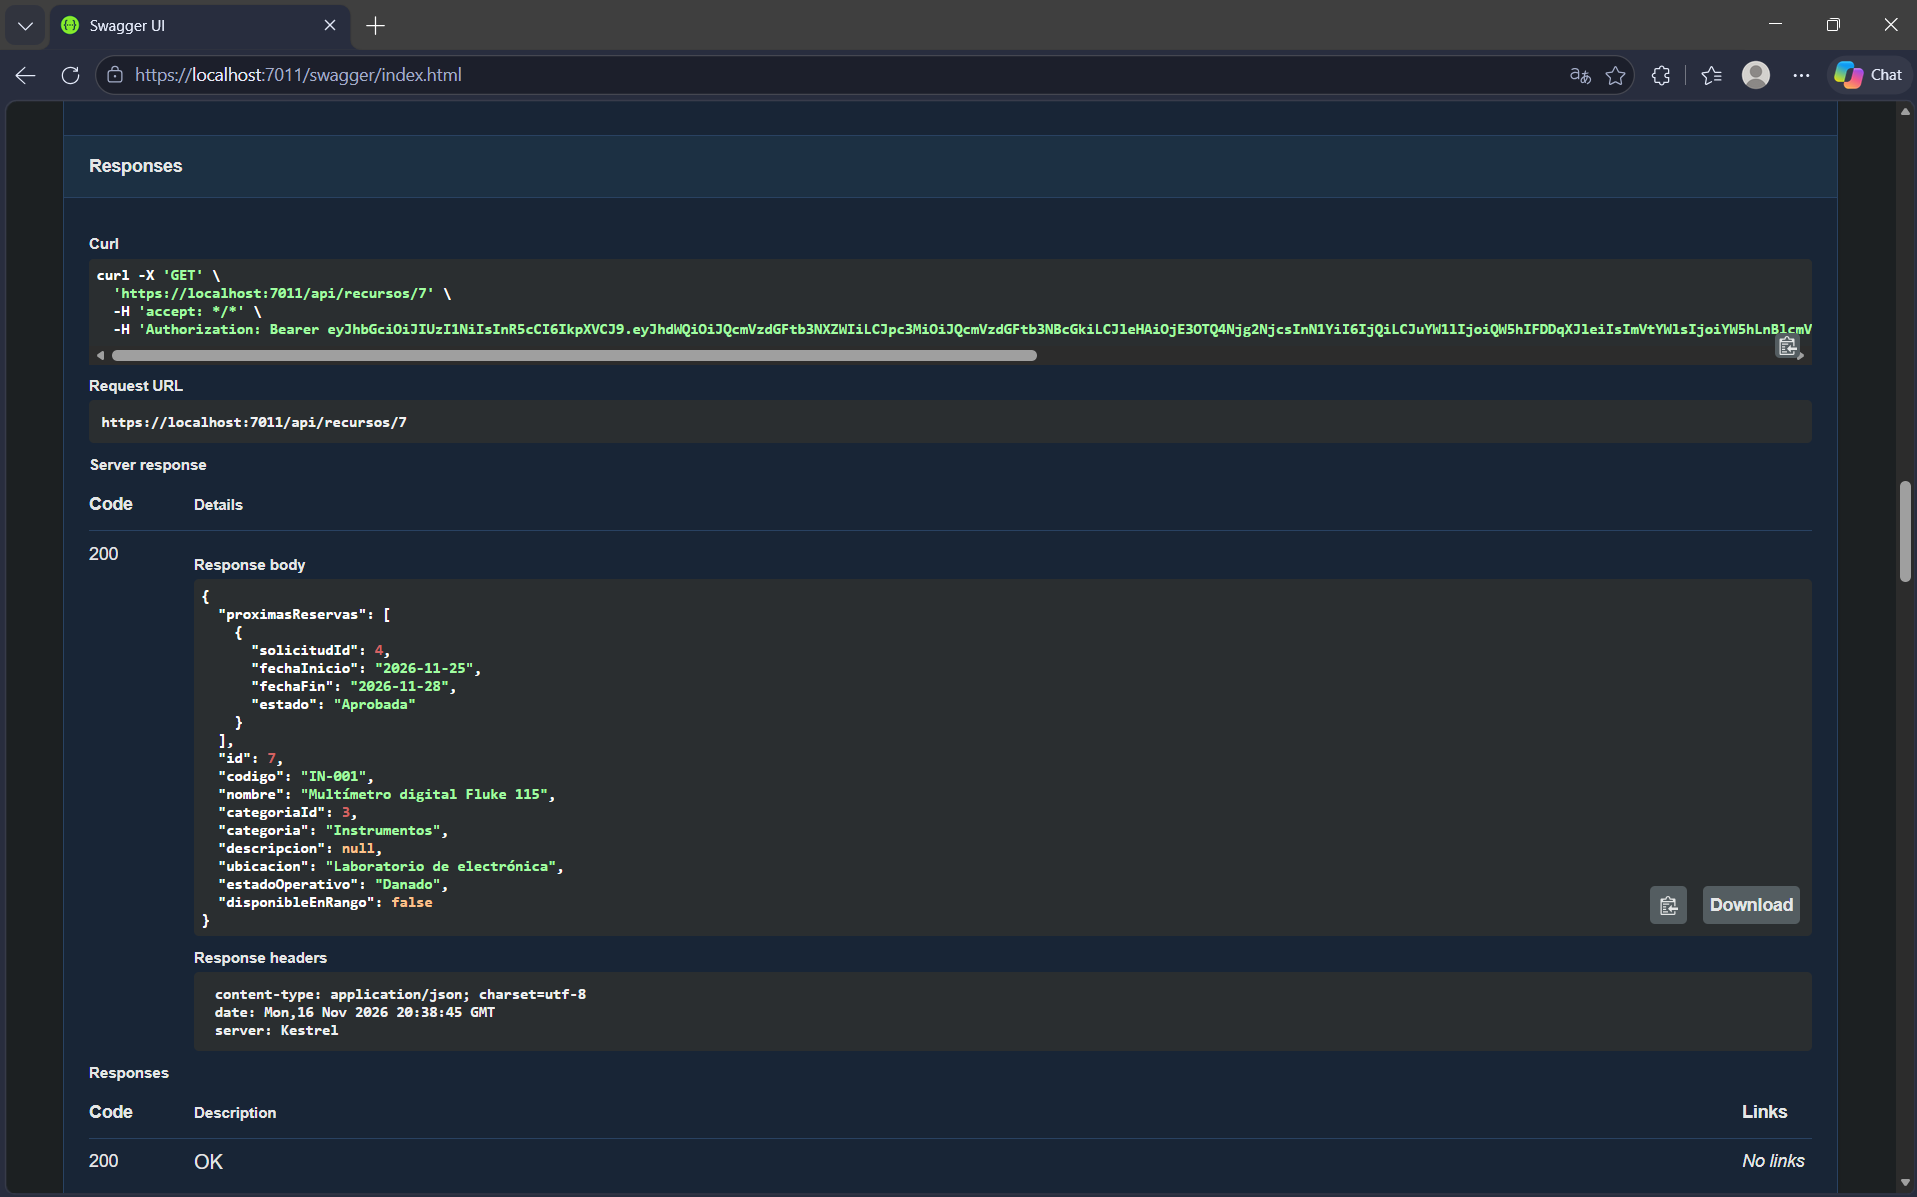 Swagger UI
https://localhost:7011/swagger/index.html
Chat
Responses
Curl
curl -X 'GET' \
'https://localhost:7011/api/recursos/7' \
-H 'accept: */*' \
-H 'Authorization: Bearer eyJhbGciOiJIUzI1NiIsInR5cCI6IkpXVCJ9.eyJhdWQiOiJQcmVzdGFtb3NXZWIiLCJpc3MiOiJQcmVzdGFtb3NBcGkiLCJleHAiOjE3OTQ4Njg2NjcsInN1YiI6IjQiLCJuYW1lIjoiQW5hIFDDqXJleiIsImVtYWlsIjoiYW5hLnBlcmV
Request URL
https://localhost:7011/api/recursos/7
Server response
Code Details
200
Response body
{
"proximasReservas": [
{
"solicitudId": 4,
"fechaInicio": "2026-11-25",
"fechaFin": "2026-11-28",
"estado": "Aprobada"
}
],
"id": 7,
"codigo": "IN-001",
"nombre": "Multímetro digital Fluke 115",
"categoriaId": 3,
"categoria": "Instrumentos",
"descripcion": null,
"ubicacion": "Laboratorio de electrónica",
"estadoOperativo": "Danado",
"disponibleEnRango": false
}
Download
Response headers
content-type: application/json; charset=utf-8
date: Mon,16 Nov 2026 20:38:45 GMT
server: Kestrel
Responses
Code Description Links
200 OK No links